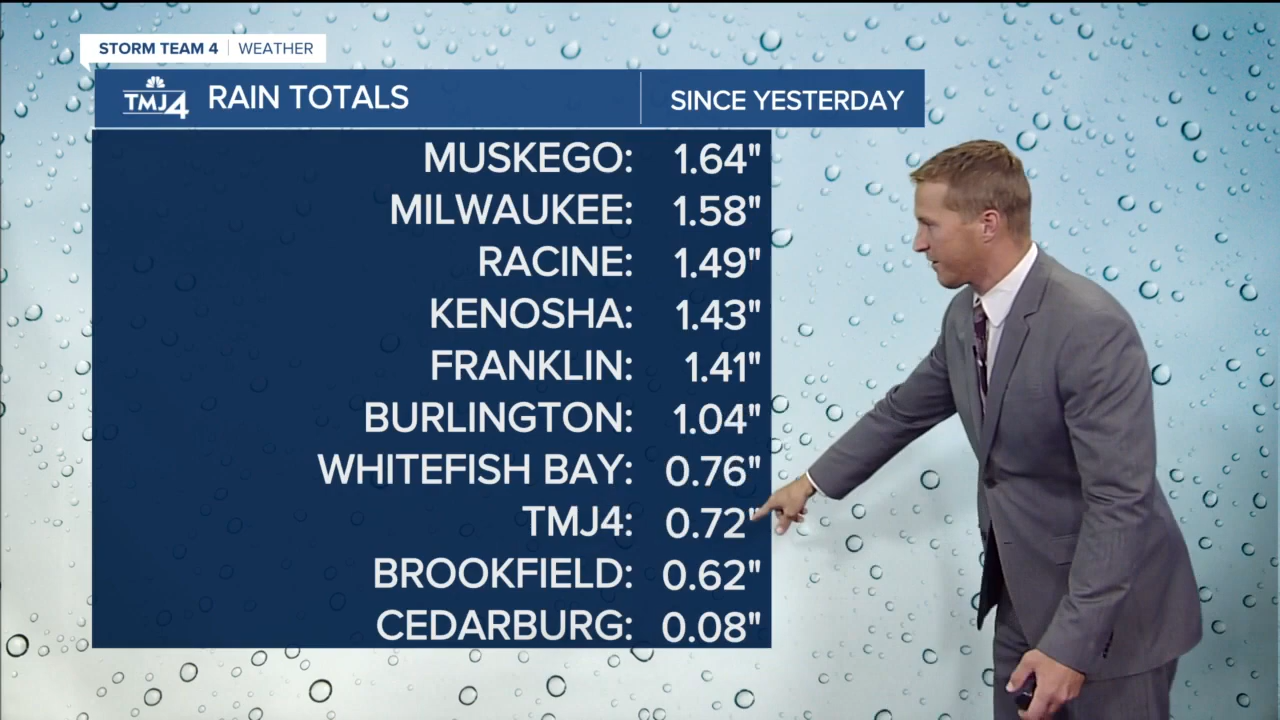 STORM TEAM 4 | WEATHER
TMJ4 RAIN TOTALS SINCE YESTERDAY
MUSKEGO: 1.64"
MILWAUKEE: 1.58"
RACINE: 1.49"
KENOSHA: 1.43"
FRANKLIN: 1.41"
BURLINGTON: 1.04"
WHITEFISH BAY: 0.76"
TMJ4: 0.72"
BROOKFIELD: 0.62"
CEDARBURG: 0.08"